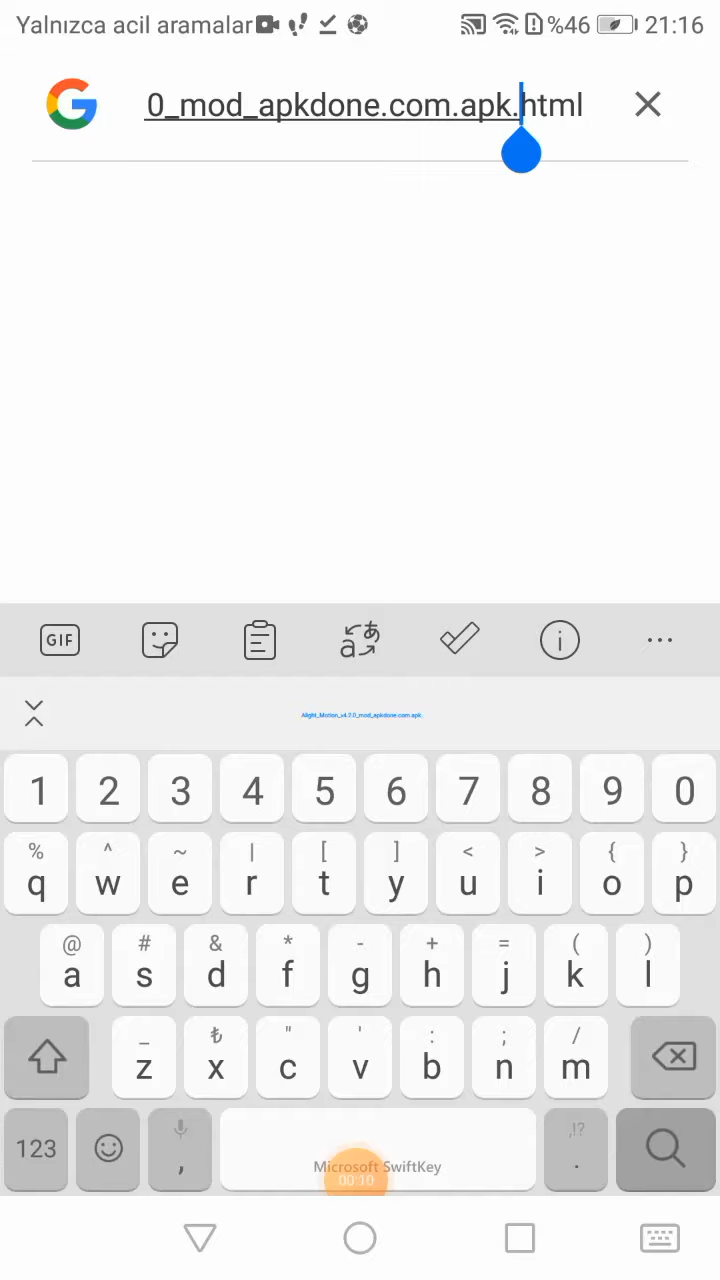 Yalnızca acil aramalar %46 21:16
0_mod_apkdone.com.apk.html
GIF
Alight_Motion_v4.2.0_mod_apkdone.com.apk.
1 2 3 4 5 6 7 8 9 0
% ^ ~ | [ ] < > { }
q w e r t y u i o p
@ # & * - + = ( )
a s d f g h j k l
_ ₺ " ' : ; /
z x c v b n m
123 , Microsoft SwiftKey ,!? .
00:10